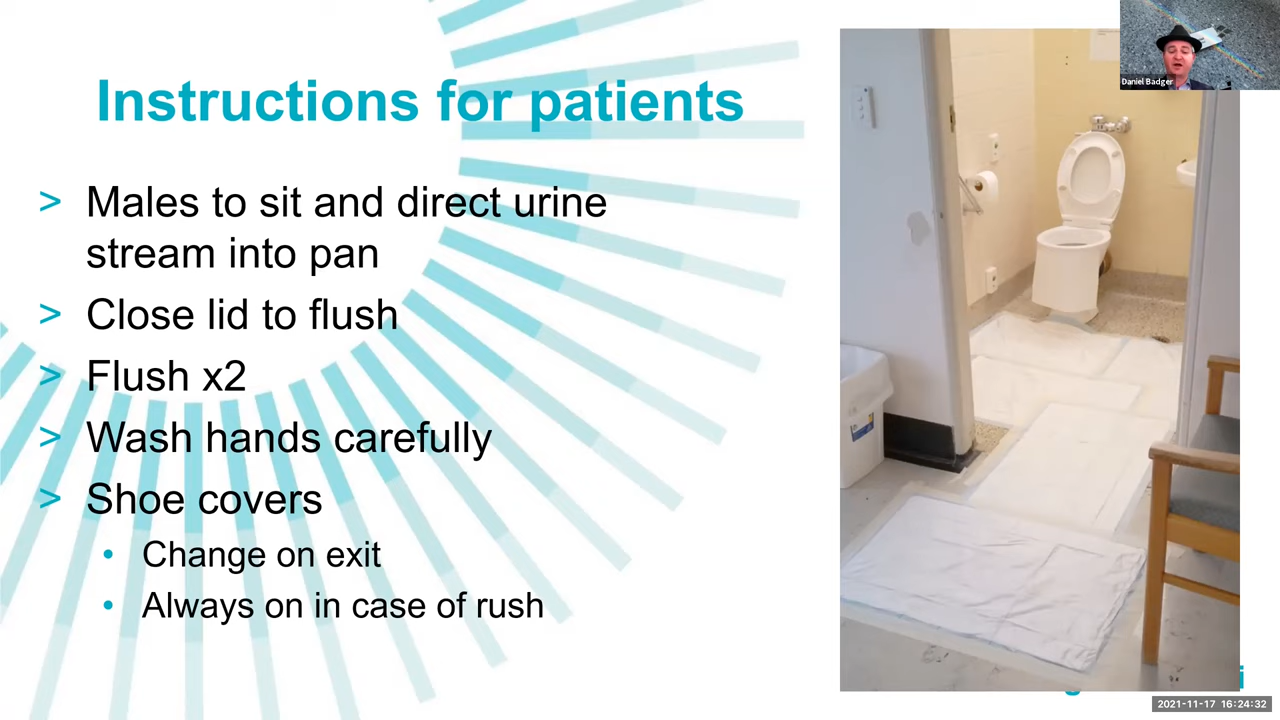 Instructions for patients
> Males to sit and direct urine
stream into pan
> Close lid to flush
> Flush x2
> Wash hands carefully
> Shoe covers
• Change on exit
• Always on in case of rush
Daniel Badger
2021-11-17 16:24:32